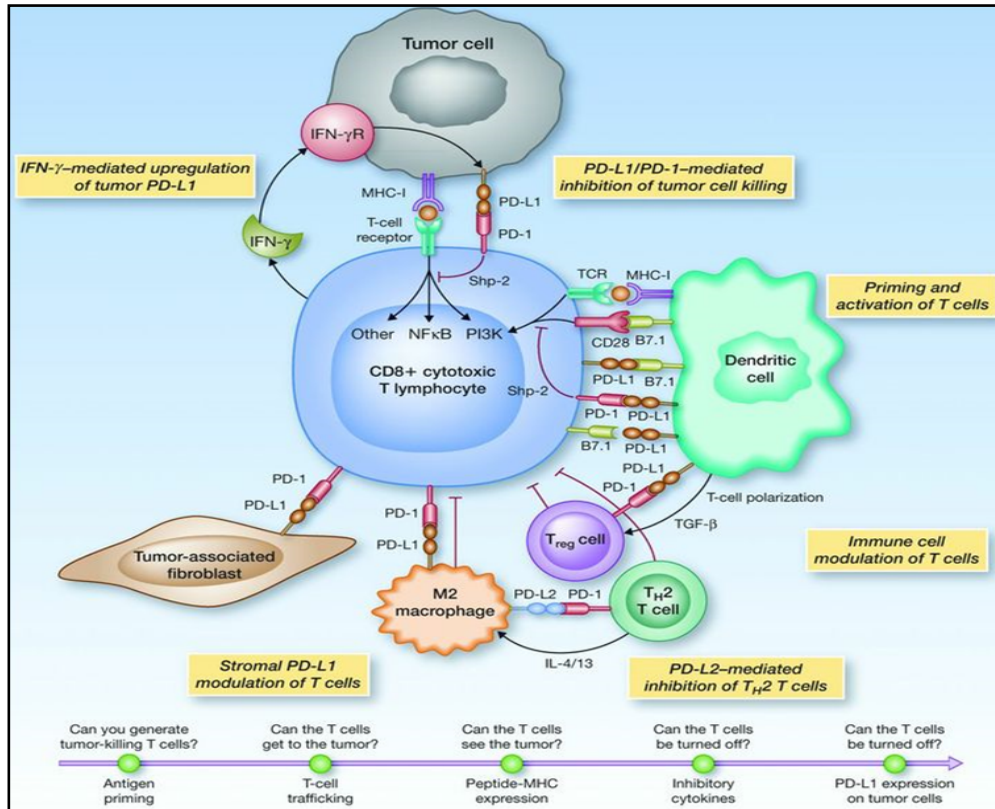 Tumor cell
IFN-γR
IFN-γ–mediated upregulation
of tumor PD-L1
PD-L1/PD-1–mediated
inhibition of tumor cell killing
MHC-I
PD-L1
T-cell
receptor
PD-1
IFN-γ
Shp-2
TCR
MHC-I
Priming and
activation of T cells
Other
NFκB
PI3K
CD28
B7.1
CD8+ cytotoxic
T lymphocyte
Dendritic
cell
PD-L1
B7.1
Shp-2
PD-1
PD-L1
B7.1
PD-L1
PD-L1
PD-1
T-cell polarization
TGF-β
PD-1
PD-L1
PD-1
PD-L1
Treg cell
Immune cell
modulation of T cells
Tumor-associated
fibroblast
M2
macrophage
PD-L2
PD-1
TH2
T cell
IL-4/13
Stromal PD-L1
modulation of T cells
PD-L2–mediated
inhibition of TH2 T cells
Can you generate
tumor-killing T cells?
Can the T cells
get to the tumor?
Can the T cells
see the tumor?
Can the T cells
be turned off?
Can the T cells
be turned off?
Antigen
priming
T-cell
trafficking
Peptide-MHC
expression
Inhibitory
cytokines
PD-L1 expression
on tumor cells